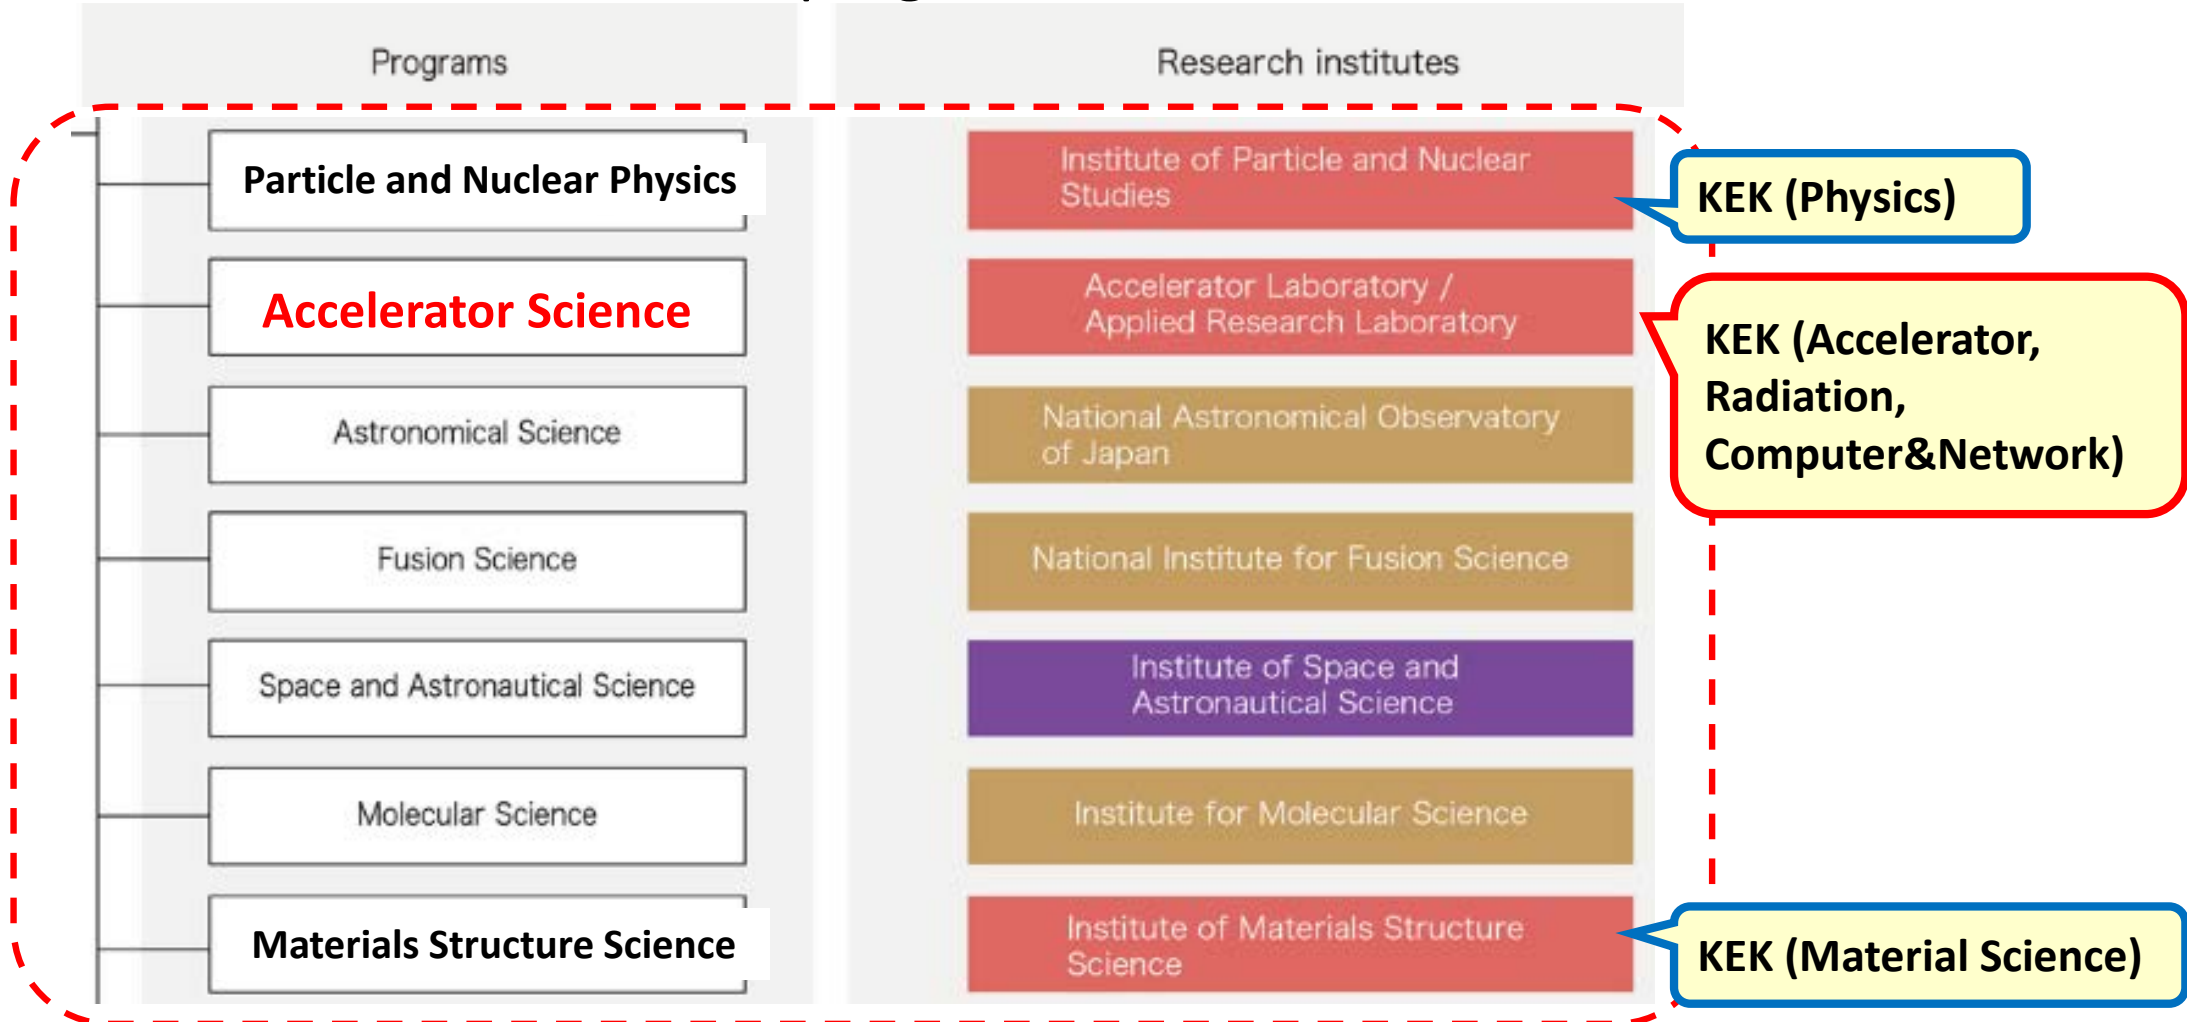 Programs
Research institutes
Particle and Nuclear Physics
Institute of Particle and Nuclear
Studies
KEK (Physics)
Accelerator Science
Accelerator Laboratory /
Applied Research Laboratory
KEK (Accelerator,
Radiation,
Computer&Network)
Astronomical Science
National Astronomical Observatory
of Japan
Fusion Science
National Institute for Fusion Science
Space and Astronautical Science
Institute of Space and
Astronautical Science
Molecular Science
Institute for Molecular Science
Materials Structure Science
Institute of Materials Structure
Science
KEK (Material Science)